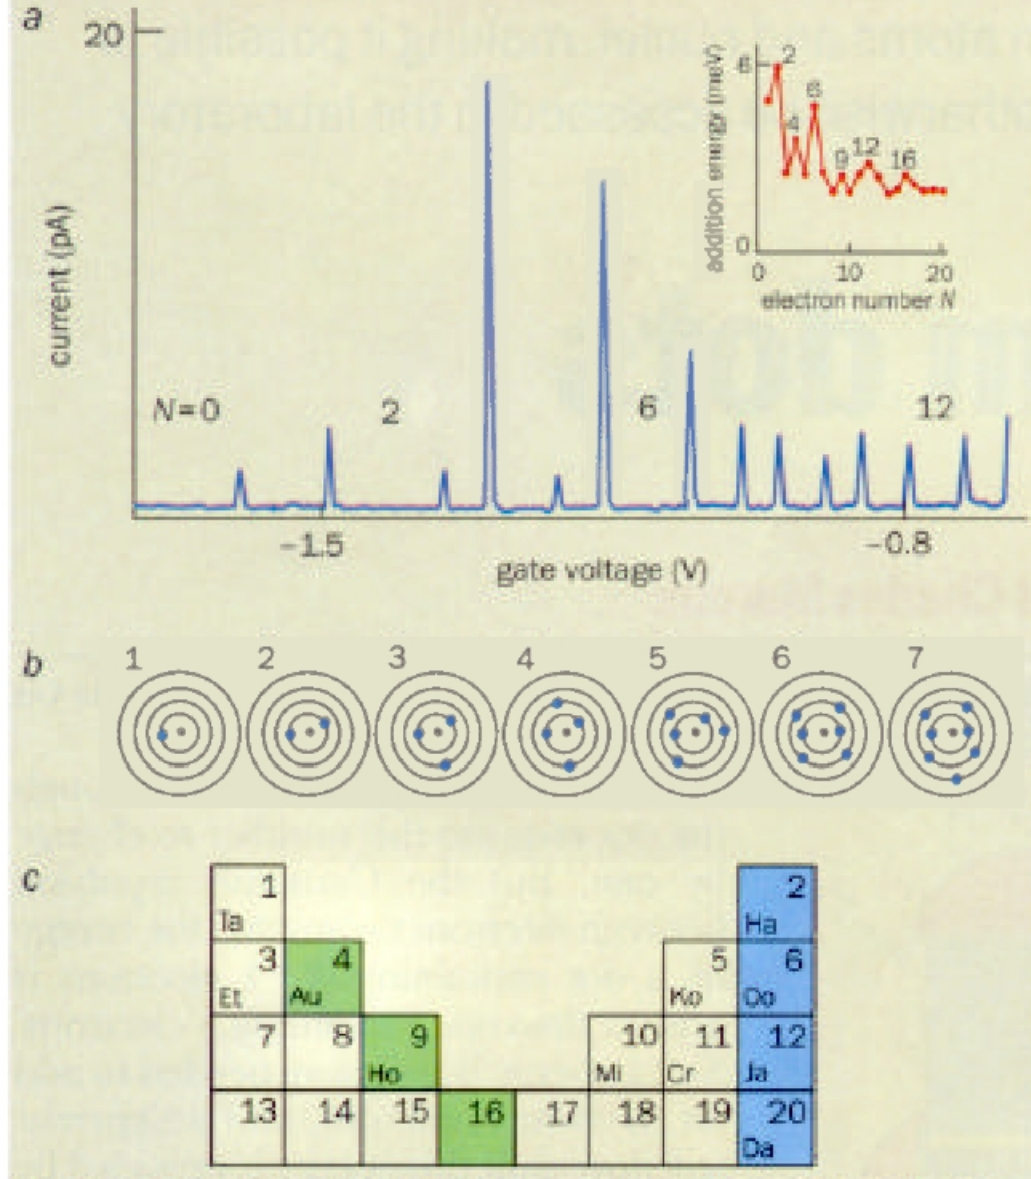 a
20
current (pA)
N=0 2 6 12
-1.5 -0.8
gate voltage (V)
addition energy (meV)
6
0
2
4
6
9
12
16
0 10 20
electron number N
b
1 2 3 4 5 6 7
c
1 2
Ta Ha
3 4 5 6
Et Au Ko Oo
7 8 9 10 11 12
Ho Mi Cr Ja
13 14 15 16 17 18 19 20
Da